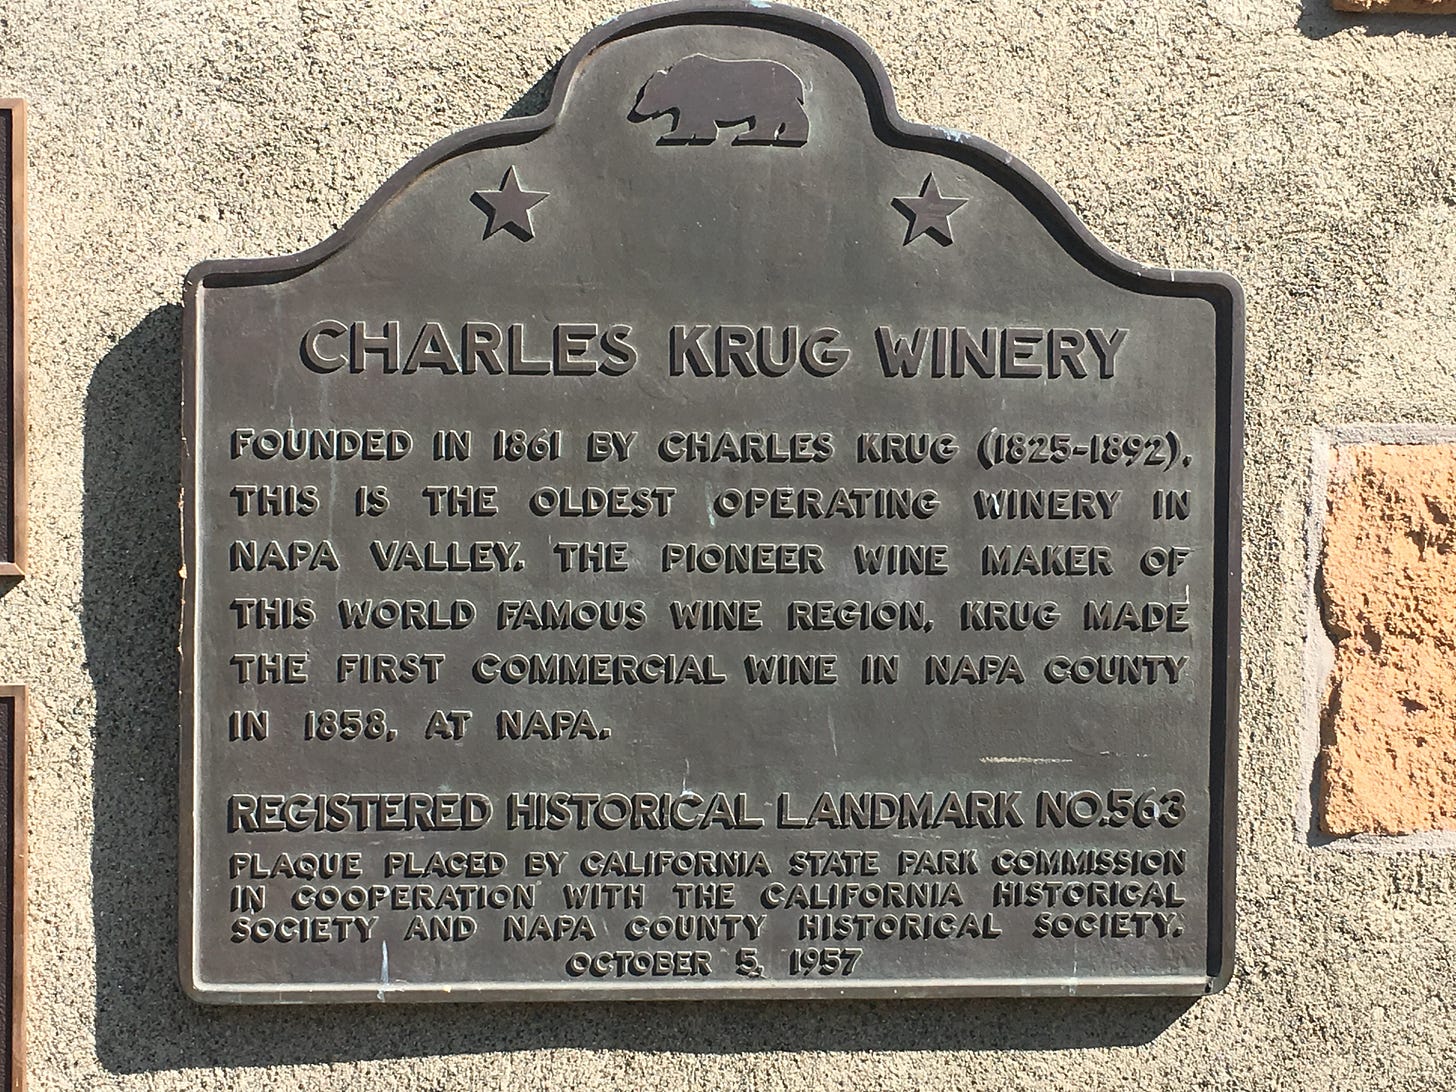 CHARLES KRUG WINERY
FOUNDED IN 1861 BY CHARLES KRUG (1825-1892).
THIS IS THE OLDEST OPERATING WINERY IN
NAPA VALLEY. THE PIONEER WINE MAKER OF
THIS WORLD FAMOUS WINE REGION, KRUG MADE
THE FIRST COMMERCIAL WINE IN NAPA COUNTY
IN 1858, AT NAPA.
REGISTERED HISTORICAL LANDMARK NO.563
PLAQUE PLACED BY CALIFORNIA STATE PARK COMMISSION
IN COOPERATION WITH THE CALIFORNIA HISTORICAL
SOCIETY AND NAPA COUNTY HISTORICAL SOCIETY.
OCTOBER 5, 1957